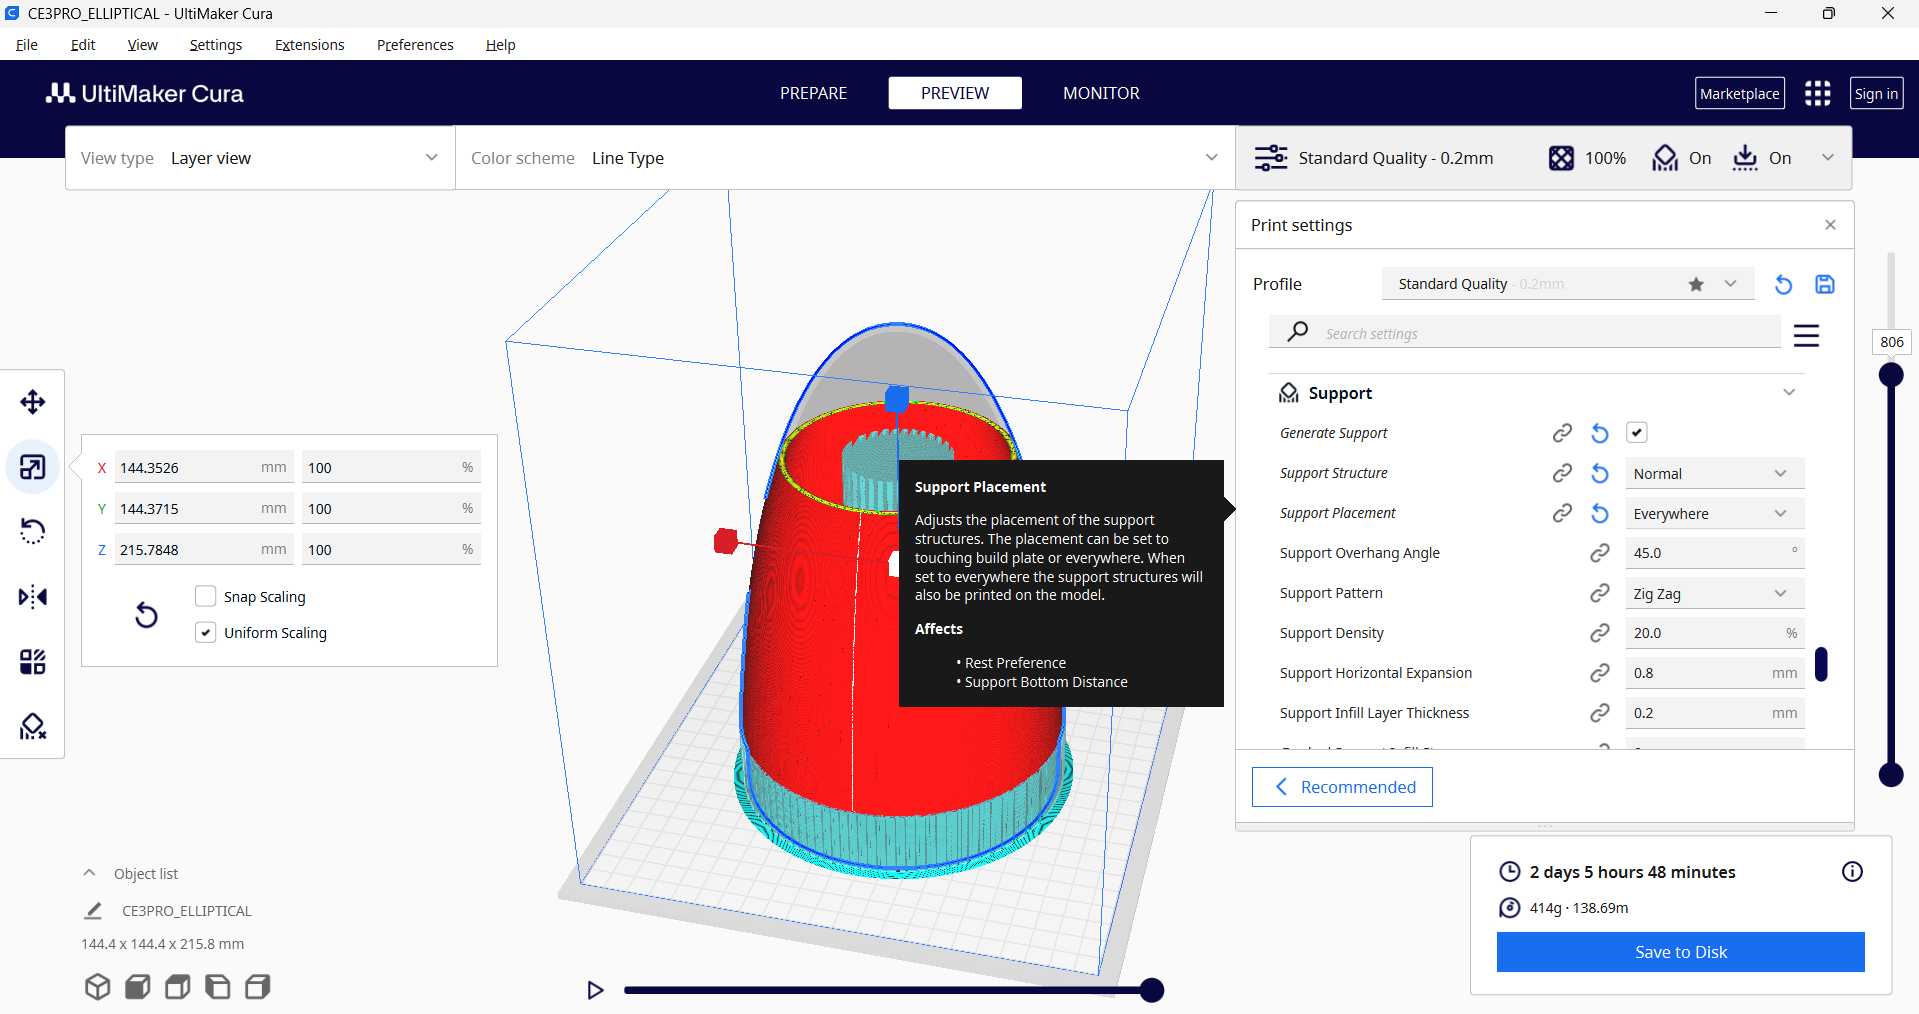 CE3PRO_ELLIPTICAL - UltiMaker Cura
File Edit View Settings Extensions Preferences Help
UltiMaker Cura
PREPARE PREVIEW MONITOR
Marketplace Sign in
View type Layer view
Color scheme Line Type
Standard Quality - 0.2mm 100% On On
Print settings
Profile Standard Quality - 0.2mm
Search settings
806
Support
Generate Support
Support Structure Normal
Support Placement Everywhere
Support Overhang Angle 45.0 °
Support Pattern Zig Zag
Support Density 20.0 %
Support Horizontal Expansion 0.8 mm
Support Infill Layer Thickness 0.2 mm
Recommended
X 144.3526 mm 100 %
Y 144.3715 mm 100 %
Z 215.7848 mm 100 %
Snap Scaling
Uniform Scaling
Support Placement
Adjusts the placement of the support
structures. The placement can be set to
touching build plate or everywhere. When
set to everywhere the support structures will
also be printed on the model.
Affects
• Rest Preference
• Support Bottom Distance
Object list
CE3PRO_ELLIPTICAL
144.4 x 144.4 x 215.8 mm
2 days 5 hours 48 minutes
414g · 138.69m
Save to Disk